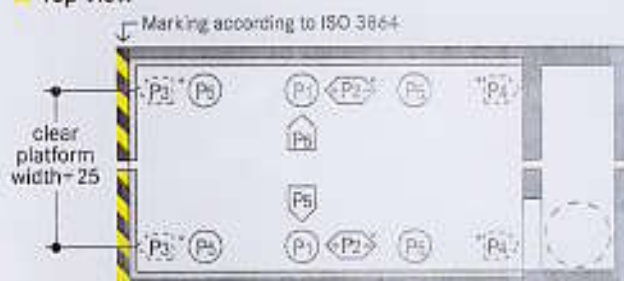 Top view
Marking according to ISO 3864
P3 * P6 P1 P2 * P5 * P4
P6
clear
platform
width-25
P5
P3 * P6 P1 P2 * P5 * P4